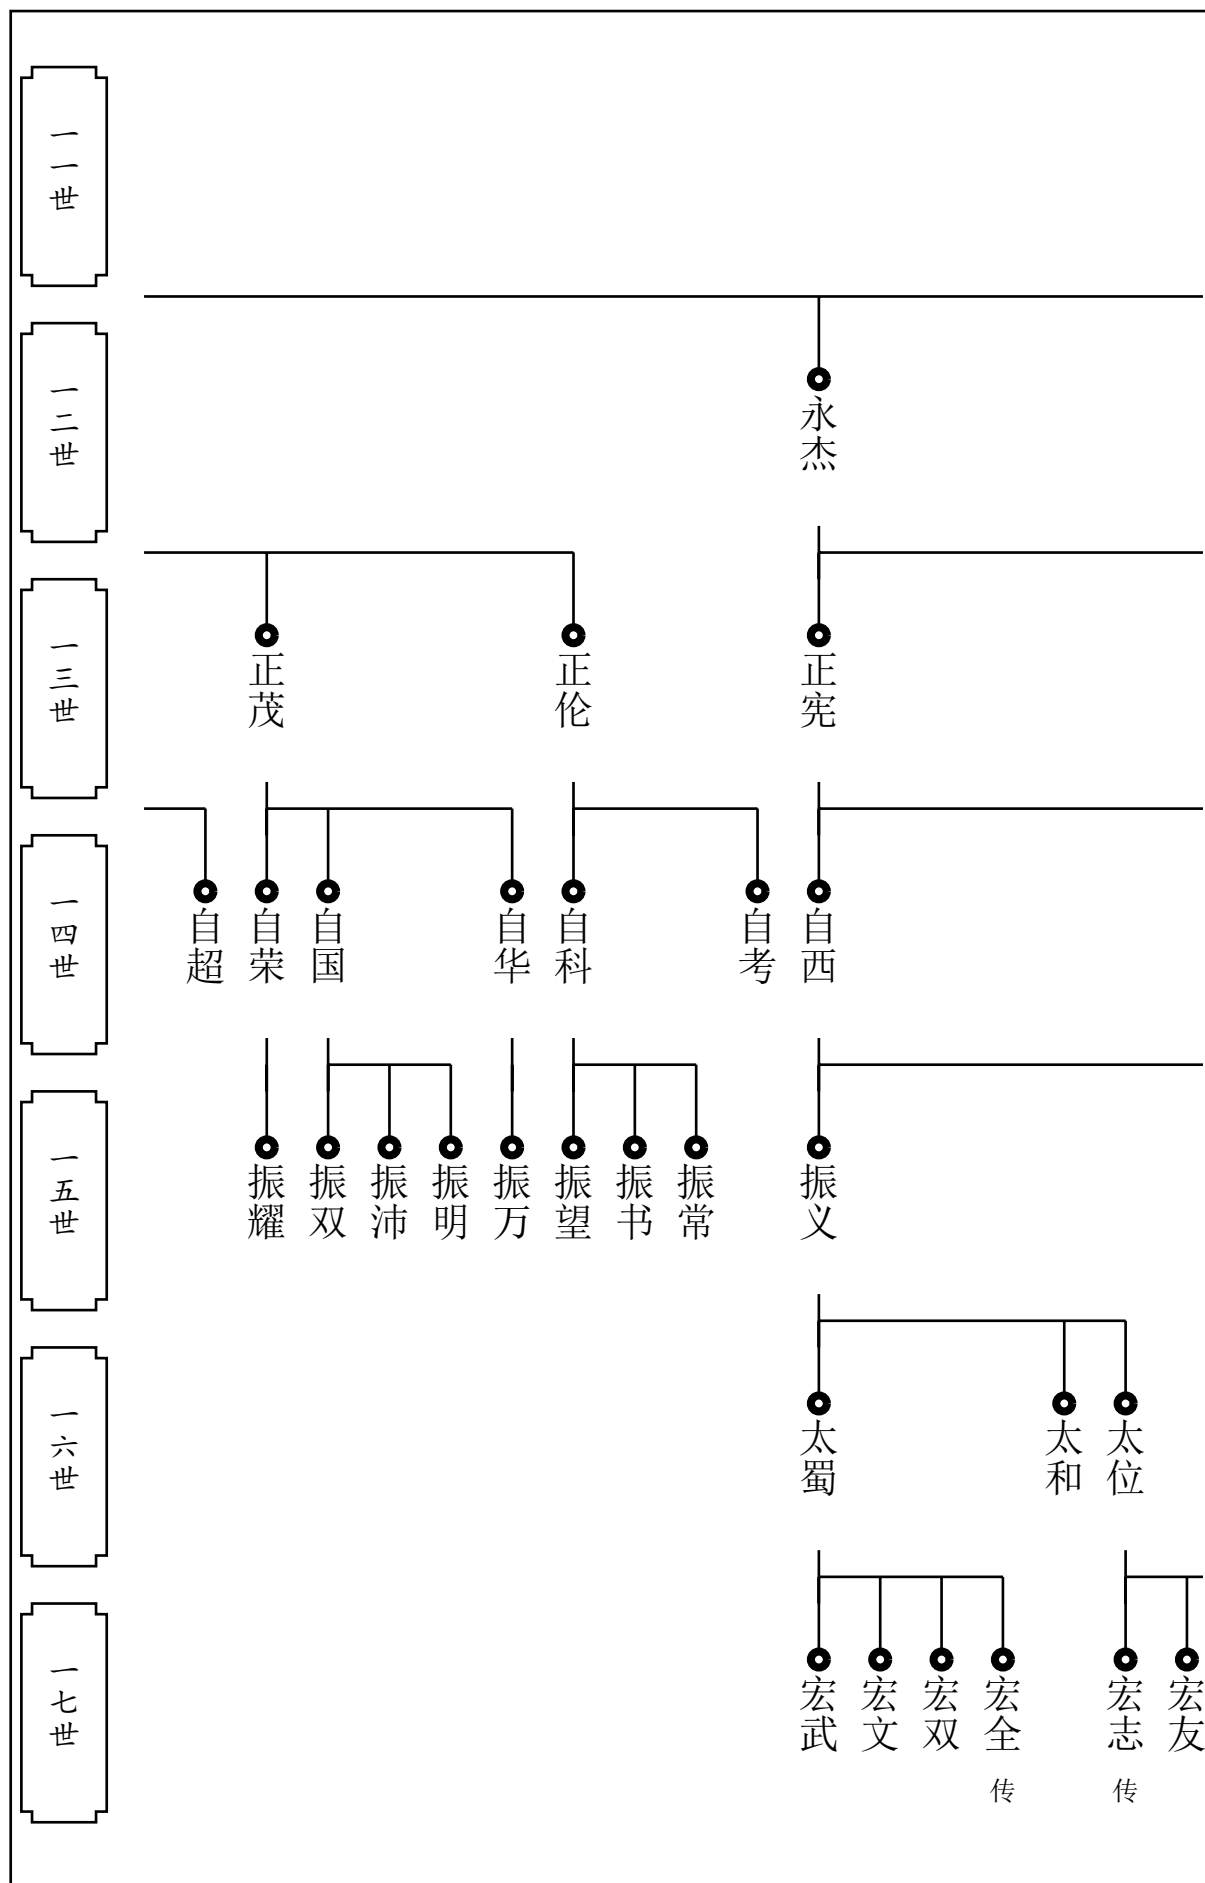 一一世
一二世
永杰
一三世
正茂
正伦
正宪
一四世
自超
自荣
自国
自华
自科
自考
自西
一五世
振耀
振双
振沛
振明
振万
振望
振书
振常
振义
一六世
太蜀
太和
太位
一七世
宏武
宏文
宏双
宏全
传
宏志
传
宏友